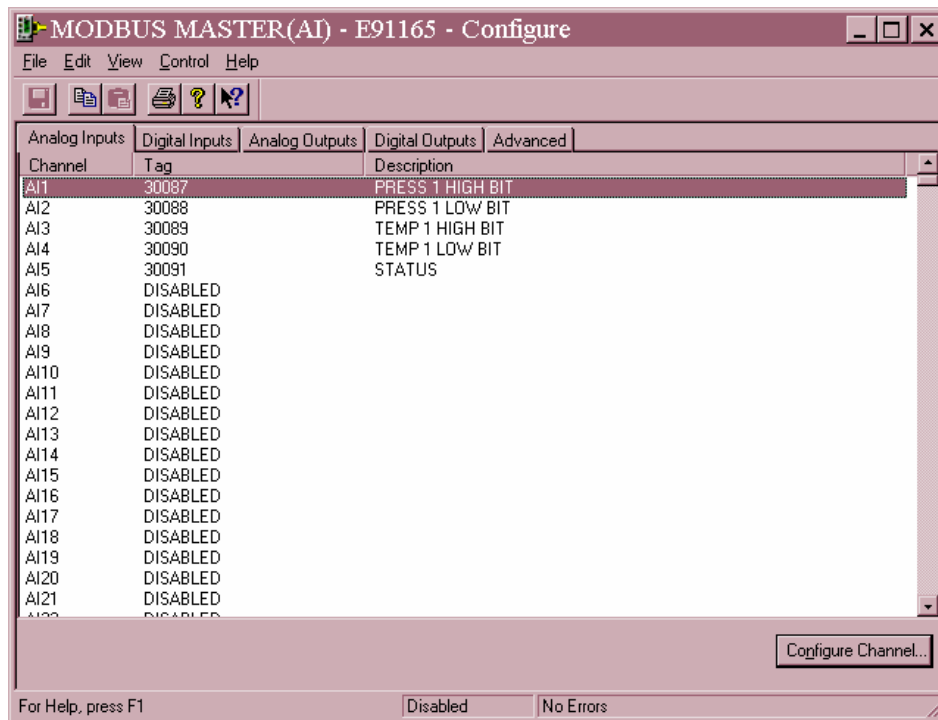 MODBUS MASTER(AI) - E91165 - Configure
File Edit View Control Help
Analog Inputs Digital Inputs Analog Outputs Digital Outputs Advanced
Channel Tag Description
AI1 30087 PRESS 1 HIGH BIT
AI2 30088 PRESS 1 LOW BIT
AI3 30089 TEMP 1 HIGH BIT
AI4 30090 TEMP 1 LOW BIT
AI5 30091 STATUS
AI6 DISABLED
AI7 DISABLED
AI8 DISABLED
AI9 DISABLED
AI10 DISABLED
AI11 DISABLED
AI12 DISABLED
AI13 DISABLED
AI14 DISABLED
AI15 DISABLED
AI16 DISABLED
AI17 DISABLED
AI18 DISABLED
AI19 DISABLED
AI20 DISABLED
AI21 DISABLED
Configure Channel...
For Help, press F1 Disabled No Errors